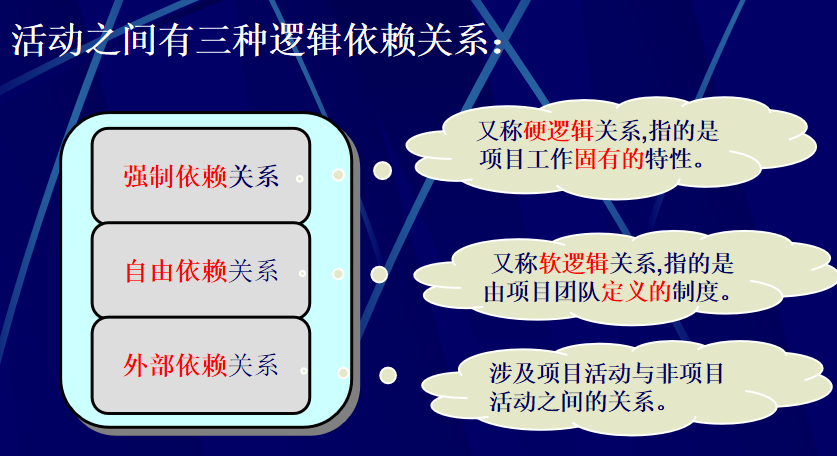 活动之间有三种逻辑依赖关系：
强制依赖关系
又称硬逻辑关系,指的是
项目工作固有的特性。
自由依赖关系
又称软逻辑关系,指的是
由项目团队定义的制度。
外部依赖关系
涉及项目活动与非项目
活动之间的关系。